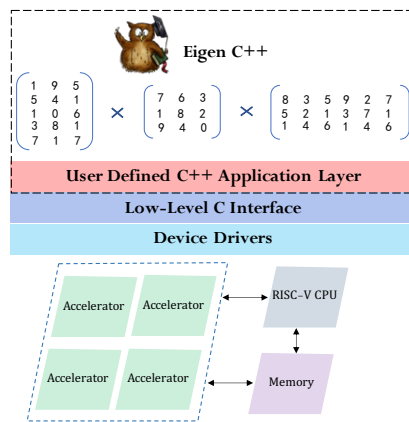 Eigen C++
1 9 5
5 4 1
1 0 6
3 8 1
7 1 7
×
7 6 3
1 8 2
9 4 0
×
8 3 5 9 2 7
5 2 1 3 7 1
1 4 6 1 4 6
User Defined C++ Application Layer
Low-Level C Interface
Device Drivers
Accelerator Accelerator
RISC-V CPU
Accelerator Accelerator
Memory